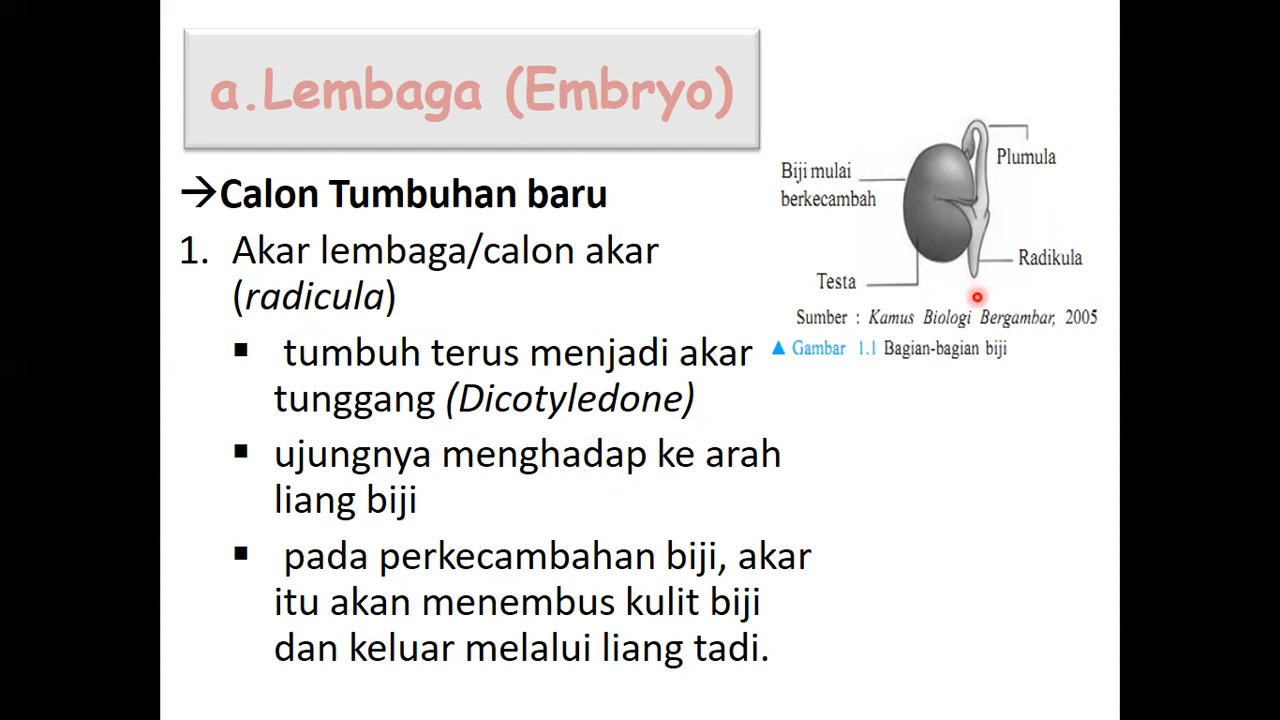 a.Lembaga (Embryo)
→Calon Tumbuhan baru
1. Akar lembaga/calon akar
(radicula)
▪ tumbuh terus menjadi akar
tunggang (Dicotyledone)
▪ ujungnya menghadap ke arah
liang biji
▪ pada perkecambahan biji, akar
itu akan menembus kulit biji
dan keluar melalui liang tadi.
Plumula
Biji mulai
berkecambah
Radikula
Testa
Sumber : Kamus Biologi Bergambar, 2005
▲ Gambar 1.1 Bagian-bagian biji